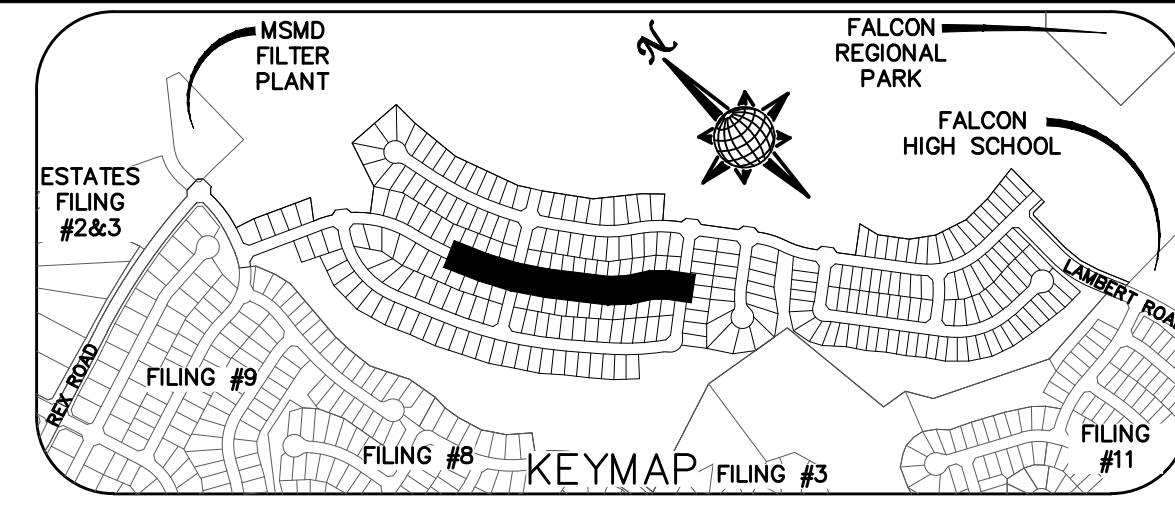 MSMD
FILTER
PLANT
N
FALCON
REGIONAL
PARK
FALCON
HIGH SCHOOL
ESTATES
FILING
#2&3
LAMBERT ROA
REX ROAD
FILING #9
FILING #8
KEYMAP
FILING #3
FILING
#11